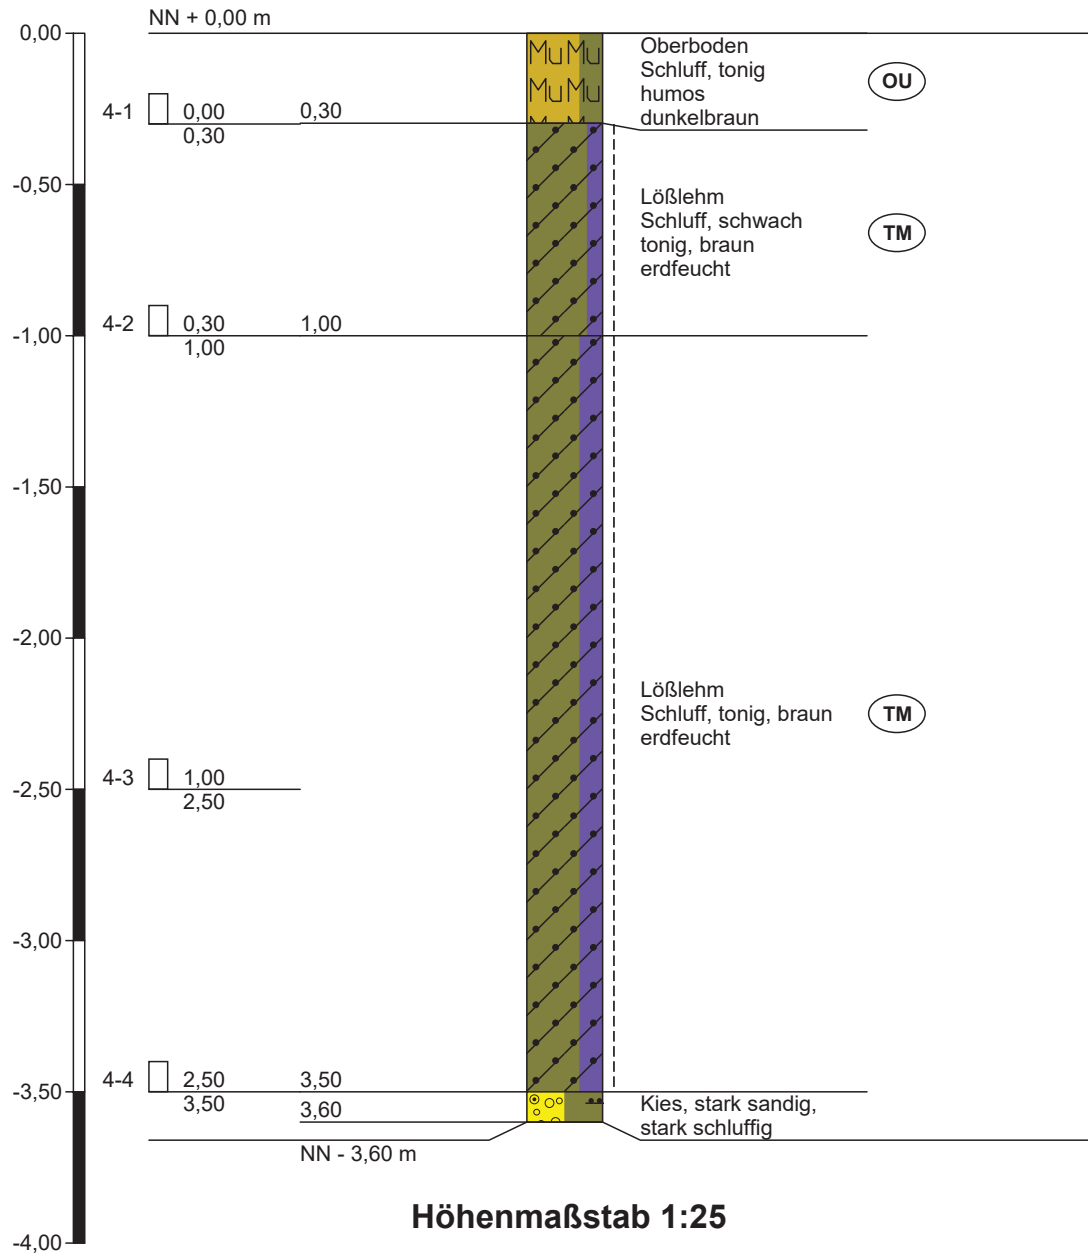 NN + 0,00 m
0,00
Mu Mu
Mu Mu
Oberboden
Schluff, tonig
humos
dunkelbraun
OU
4-1
0,00
0,30
0,30
-0,50
Lößlehm
Schluff, schwach
tonig, braun
erdfeucht
TM
4-2
0,30
1,00
1,00
-1,00
-1,50
-2,00
Lößlehm
Schluff, tonig, braun
erdfeucht
TM
4-3
1,00
2,50
-2,50
-3,00
4-4
2,50
3,50
3,50
-3,50
3,60
Kies, stark sandig,
stark schluffig
NN - 3,60 m
Höhenmaßstab 1:25
-4,00